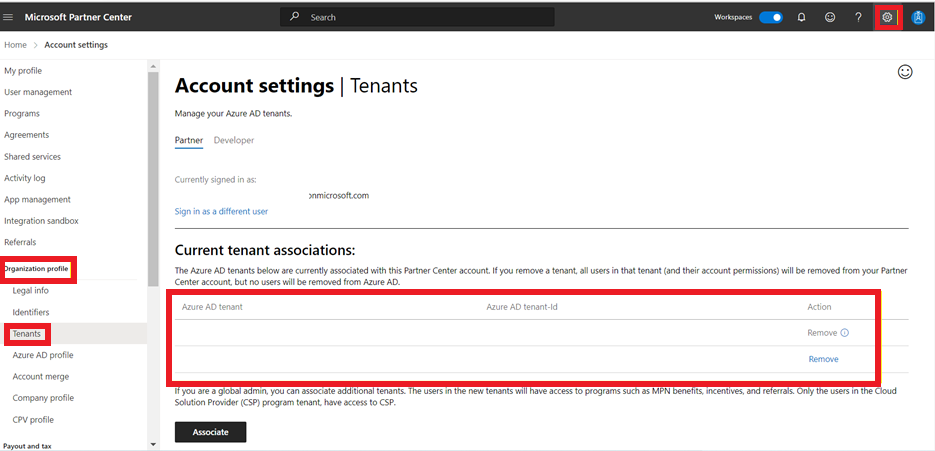 Microsoft Partner Center
Search
Workspaces
?
Home > Account settings
My profile
User management
Programs
Agreements
Shared services
Activity log
App management
Integration sandbox
Referrals
Organization profile
Legal info
Identifiers
Tenants
Azure AD profile
Account merge
Company profile
CPV profile
Payout and tax
Account settings | Tenants
Manage your Azure AD tenants.
Partner Developer
Currently signed in as:
onmicrosoft.com
Sign in as a different user
Current tenant associations:
The Azure AD tenants below are currently associated with this Partner Center account. If you remove a tenant, all users in that tenant (and their account permissions) will be removed from your Partner
Center account, but no users will be removed from Azure AD.
Azure AD tenant Azure AD tenant-Id Action
Remove
Remove
If you are a global admin, you can associate additional tenants. The users in the new tenants will have access to programs such as MPN benefits, incentives, and referrals. Only the users in the Cloud
Solution Provider (CSP) program tenant, have access to CSP.
Associate